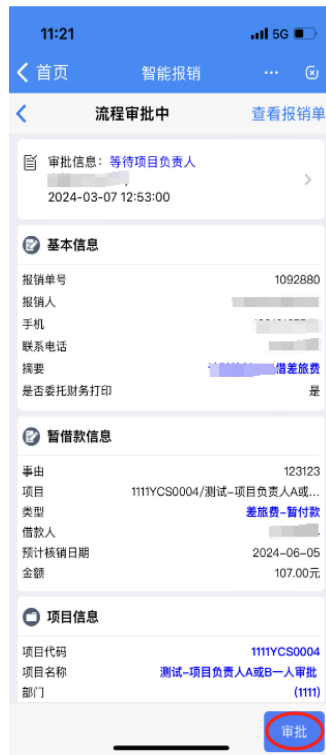 11:21 5G
首页 智能报销
流程审批中 查看报销单
审批信息：等待项目负责人
2024-03-07 12:53:00
基本信息
报销单号 1092880
报销人
手机
联系电话
摘要 借差旅费
是否委托财务打印 是
暂借款信息
事由 123123
项目 1111YCS0004/测试-项目负责人A或...
类型 差旅费-暂付款
借款人
预计核销日期 2024-06-05
金额 107.00元
项目信息
项目代码 1111YCS0004
项目名称 测试-项目负责人A或B一人审批
部门 (1111)
审批